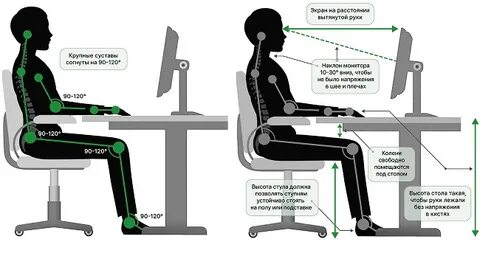 Крупные суставы
согнуты на 90-120°
90-120°
90-120°
90-120°
90-120°
Экран на расстоянии
вытянутой руки
Наклон монитора
10-30° вниз, чтобы
не было напряжения
в шее и плечах
Колени
свободно
помещаются
под столом
Высота стула должна
позволять ступням
устойчиво стоять
на полу или подставке
Высота стола такая,
чтобы руки лежали
без напряжения
в кистях